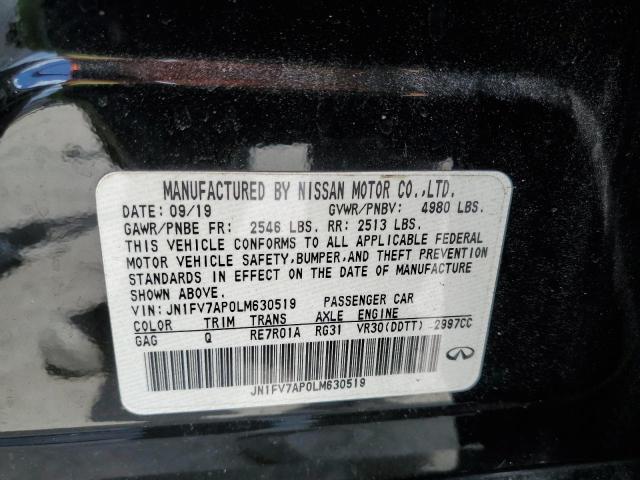 MANUFACTURED BY NISSAN MOTOR CO.,LTD.
DATE: 09/19 GVWR/PNBV: 4980 LBS.
GAWR/PNBE FR: 2546 LBS. RR: 2513 LBS.
THIS VEHICLE CONFORMS TO ALL APPLICABLE FEDERAL
MOTOR VEHICLE SAFETY, BUMPER, AND THEFT PREVENTION
STANDARDS IN EFFECT ON THE DATE OF MANUFACTURE
SHOWN ABOVE.
VIN: JN1FV7AP0LM630519 PASSENGER CAR
COLOR TRIM TRANS AXLE ENGINE
GAG Q RE7R01A RG31 VR30(DDTT) 2997CC
JN1FV7AP0LM630519